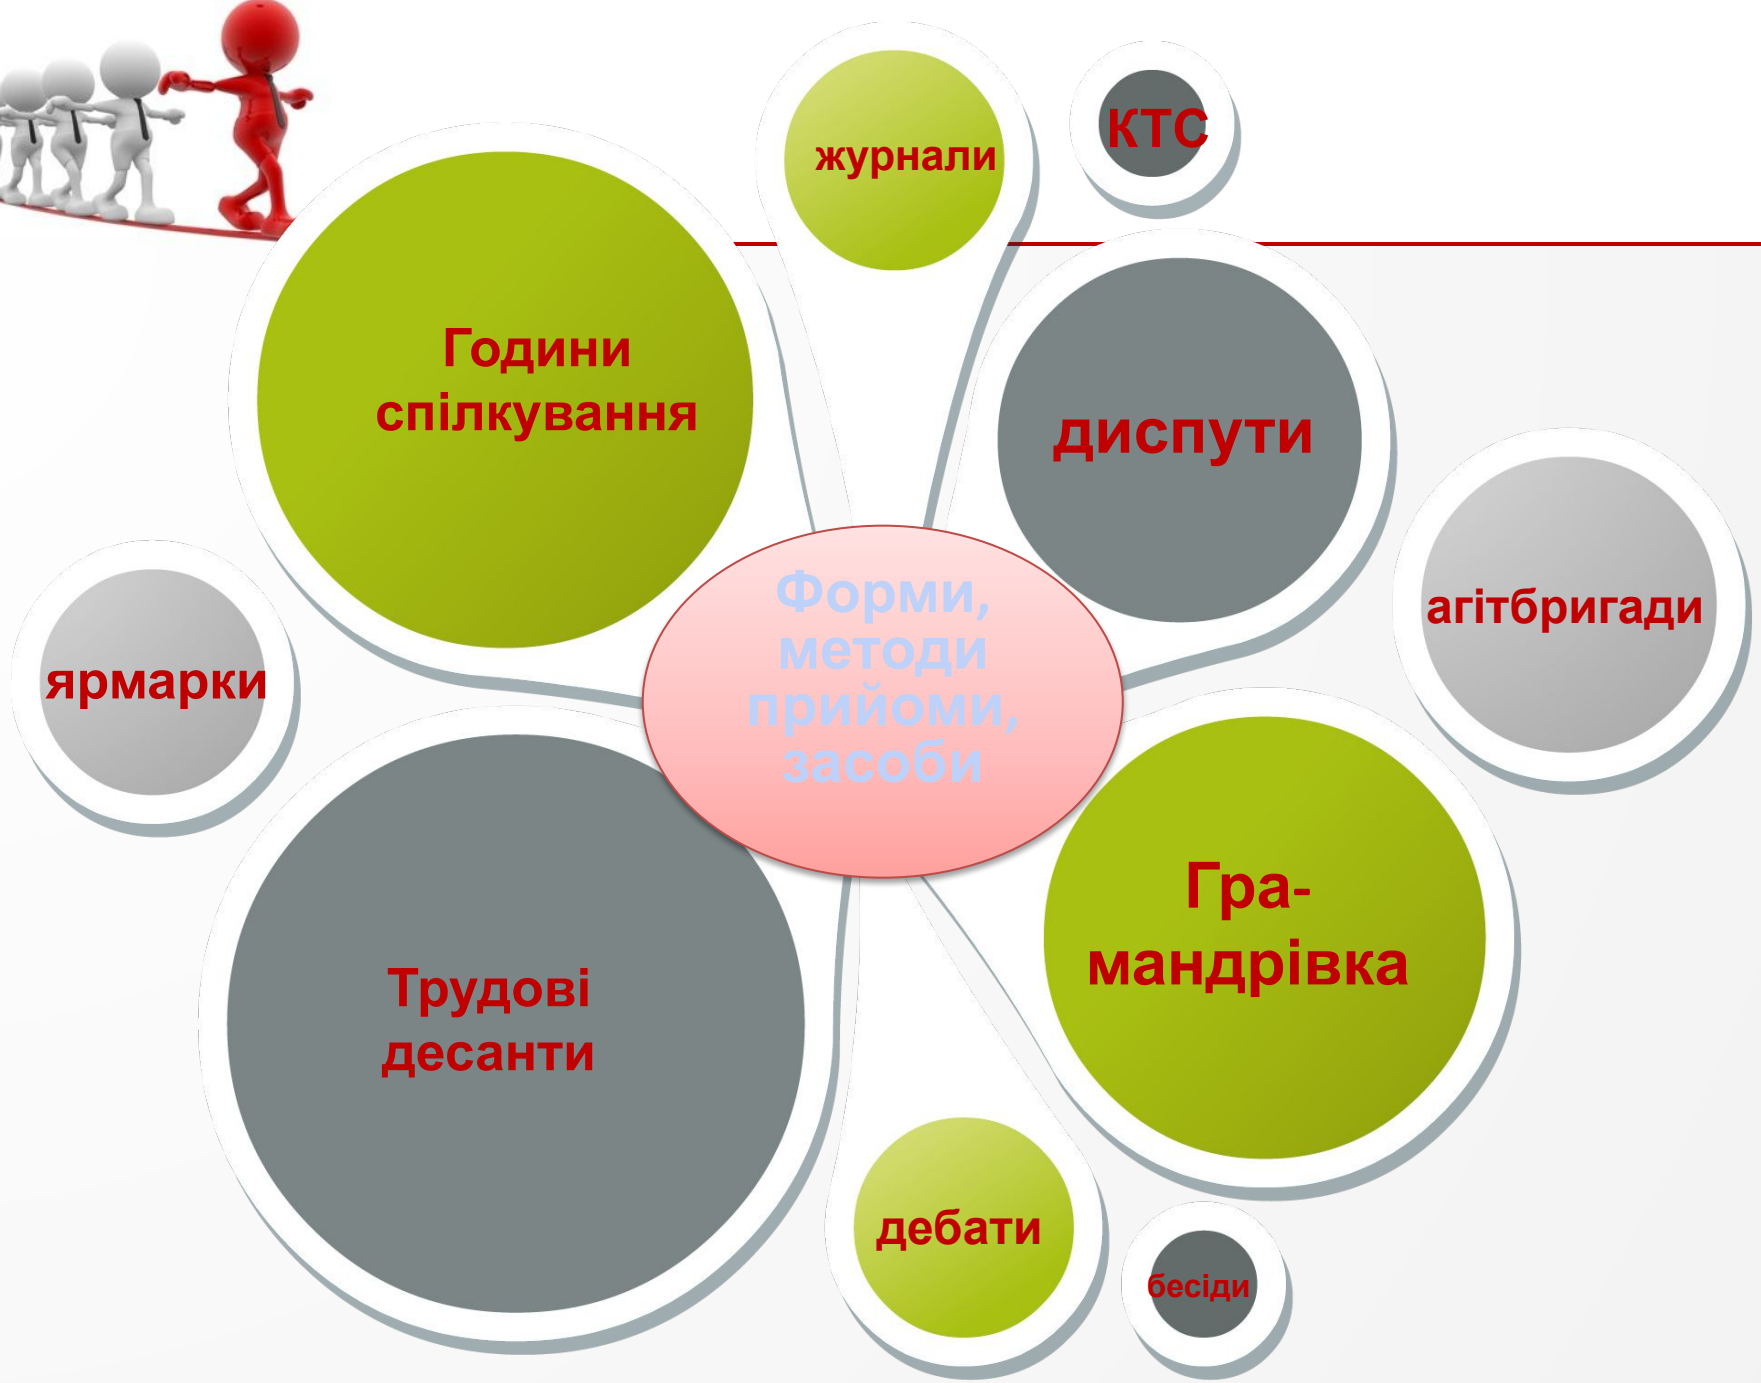 журнали
КТС
Години
спілкування
диспути
агітбригади
ярмарки
Форми,
методи
прийоми,
засоби
Гра-
мандрівка
Трудові
десанти
дебати
бесіди